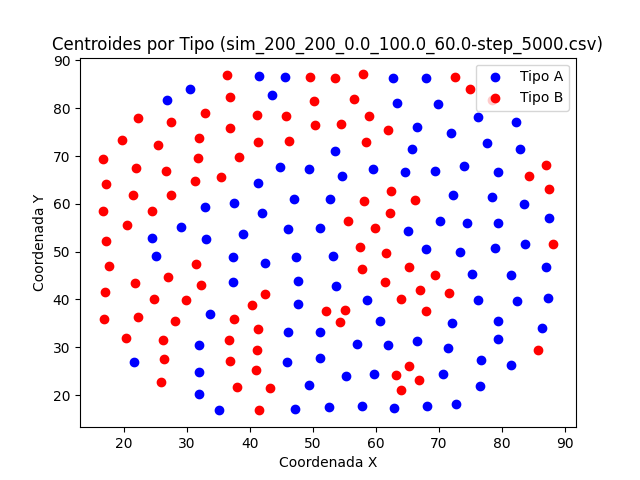 Centroides por Tipo (sim_200_200_0.0_100.0_60.0-step_5000.csv)
90
80
70
60
50
40
30
20
Coordenada Y
Tipo A
Tipo B
20 30 40 50 60 70 80 90
Coordenada X